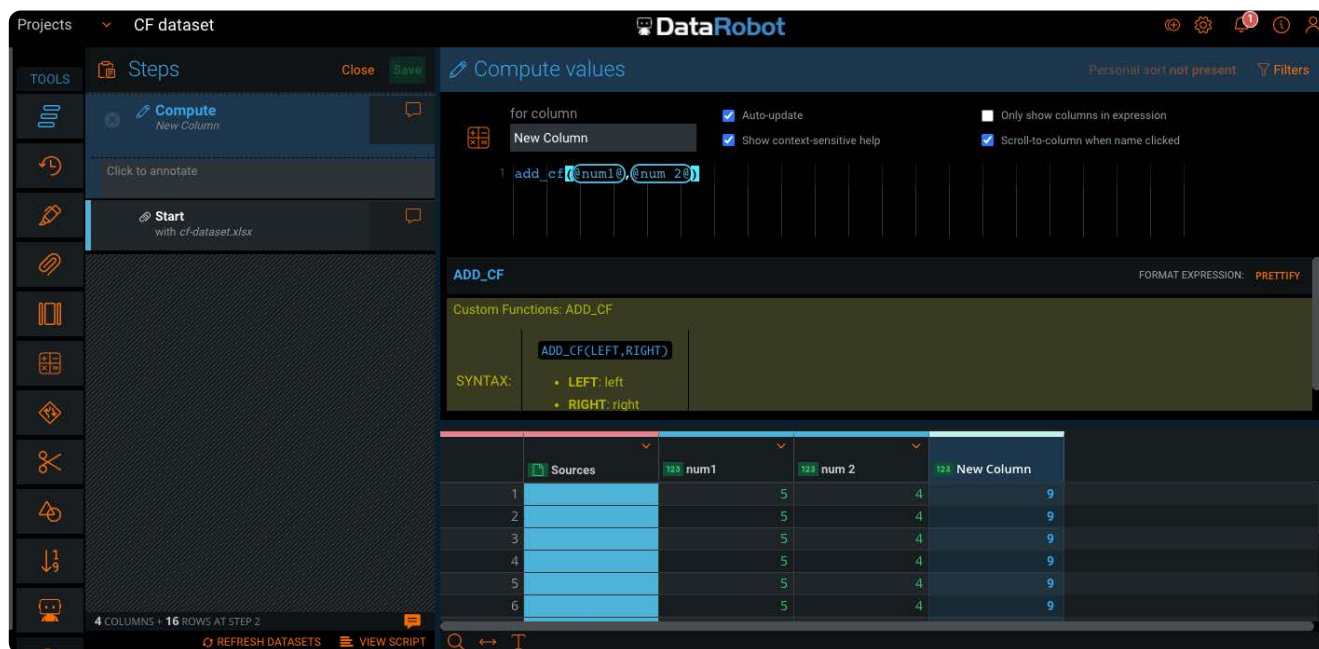 Projects CF dataset DataRobot 1
TOOLS Steps Close Save Compute values Personal sort not present Filters
Compute
New Column
Click to annotate
Start
with cf-dataset.xlsx
for column
New Column
Auto-update
Show context-sensitive help
Only show columns in expression
Scroll-to-column when name clicked
1 add_cf(@num1@,@num 2@)
ADD_CF FORMAT EXPRESSION: PRETTIFY
Custom Functions: ADD_CF
ADD_CF(LEFT,RIGHT)
SYNTAX: • LEFT: left
• RIGHT: right
Sources 123 num1 123 num 2 123 New Column
1 5 4 9
2 5 4 9
3 5 4 9
4 5 4 9
5 5 4 9
6 5 4 9
4 COLUMNS + 16 ROWS AT STEP 2
REFRESH DATASETS VIEW SCRIPT